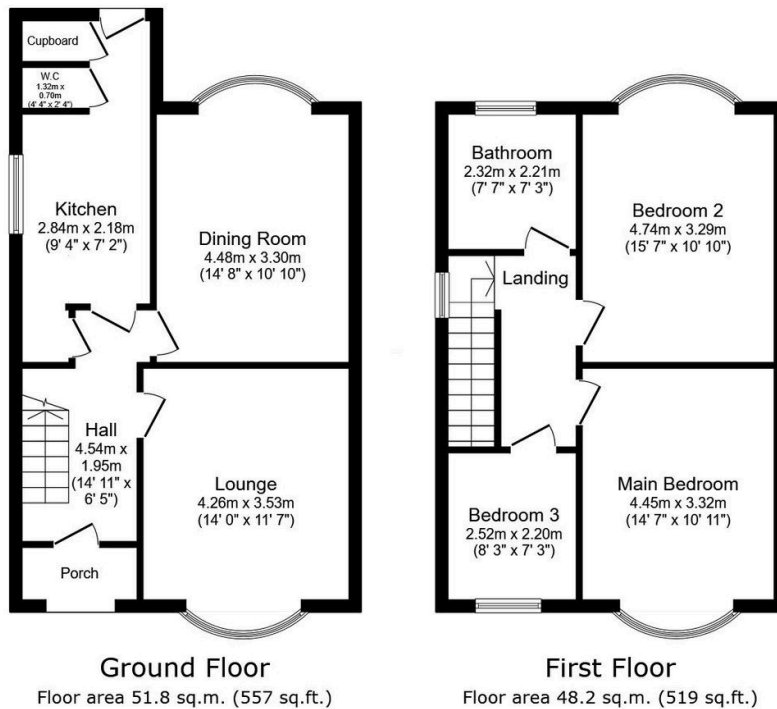 Cupboard
W.C
1.32m x
0.70m
(4' 4" x 2' 4")
Kitchen
2.84m x 2.18m
(9' 4" x 7' 2")
Dining Room
4.48m x 3.30m
(14' 8" x 10' 10")
Hall
4.54m x
1.95m
(14' 11" x
6' 5")
Lounge
4.26m x 3.53m
(14' 0" x 11' 7")
Porch
Ground Floor
Floor area 51.8 sq.m. (557 sq.ft.)
Bathroom
2.32m x 2.21m
(7' 7" x 7' 3")
Bedroom 2
4.74m x 3.29m
(15' 7" x 10' 10")
Landing
Main Bedroom
4.45m x 3.32m
(14' 7" x 10' 11")
Bedroom 3
2.52m x 2.20m
(8' 3" x 7' 3")
First Floor
Floor area 48.2 sq.m. (519 sq.ft.)